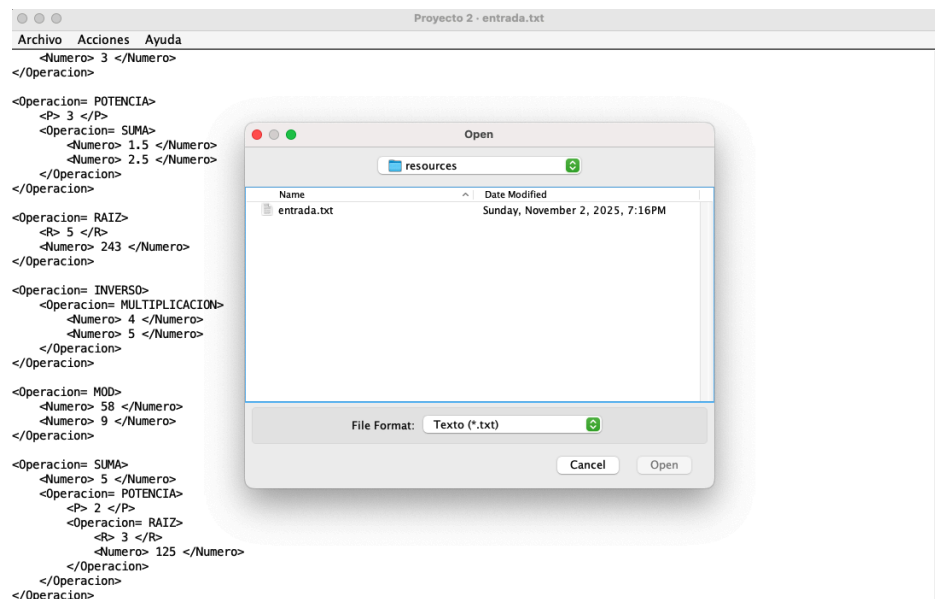 Proyecto 2 - entrada.txt
Archivo Acciones Ayuda
<Numero> 3 </Numero>
</Operacion>
<Operacion= POTENCIA>
<P> 3 </P>
<Operacion= SUMA>
<Numero> 1.5 </Numero>
<Numero> 2.5 </Numero>
</Operacion>
</Operacion>
<Operacion= RAIZ>
<R> 5 </R>
<Numero> 243 </Numero>
</Operacion>
<Operacion= INVERSO>
<Operacion= MULTIPLICACION>
<Numero> 4 </Numero>
<Numero> 5 </Numero>
</Operacion>
</Operacion>
<Operacion= MOD>
<Numero> 58 </Numero>
<Numero> 9 </Numero>
</Operacion>
<Operacion= SUMA>
<Numero> 5 </Numero>
<Operacion= POTENCIA>
<P> 2 </P>
<Operacion= RAIZ>
<R> 3 </R>
<Numero> 125 </Numero>
</Operacion>
</Operacion>
</Operacion>
Open
resources
Name Date Modified
entrada.txt Sunday, November 2, 2025, 7:16PM
File Format: Texto (*.txt)
Cancel Open